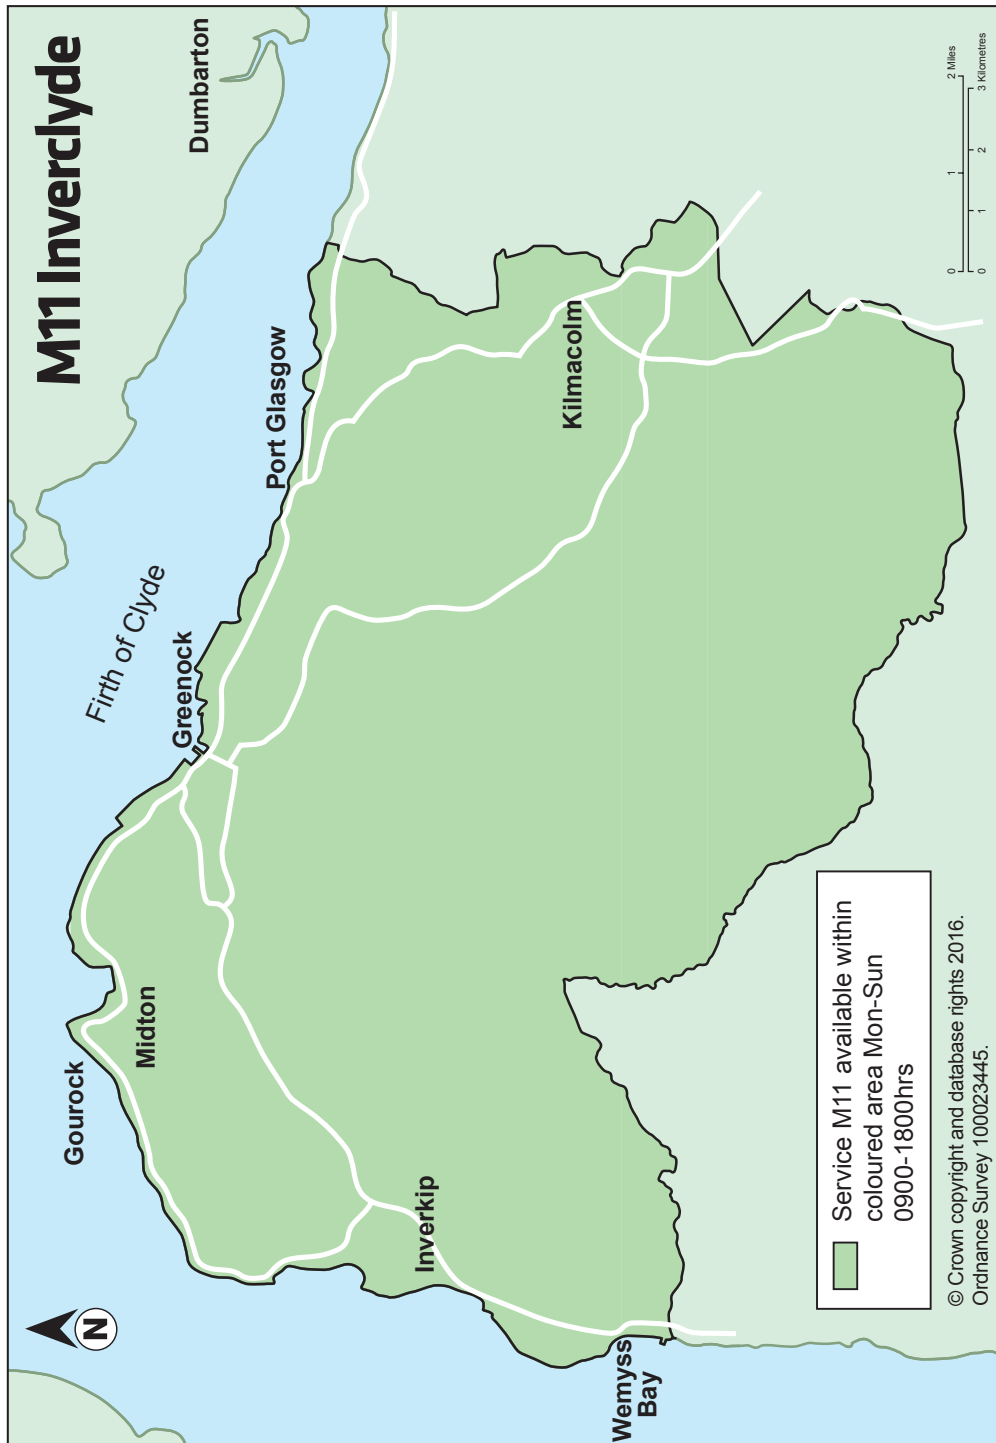 M11 Inverclyde
Dumbarton
Port Glasgow
Firth of Clyde
Greenock
Gourock
Midton
Kilmacolm
Inverkip
Wemyss
Bay
N
Service M11 available within
coloured area Mon-Sun
0900-1800hrs
© Crown copyright and database rights 2016.
Ordnance Survey 100023445.
0 1 2 Miles
0 1 2 3 Kilometres